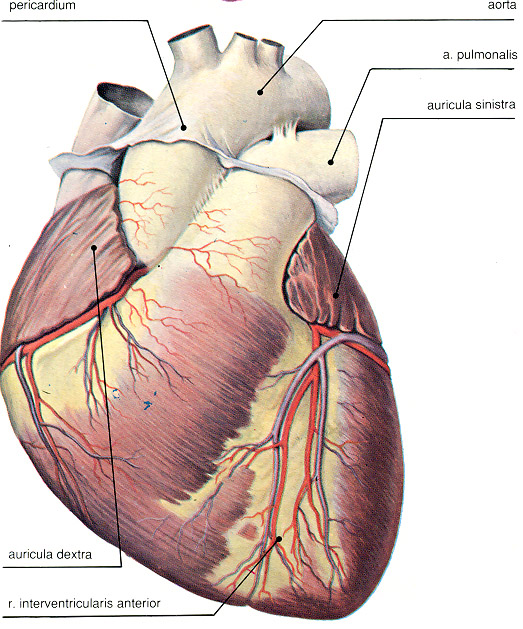 pericardium
aorta
a. pulmonalis
auricula sinistra
auricula dextra
r. interventricularis anterior